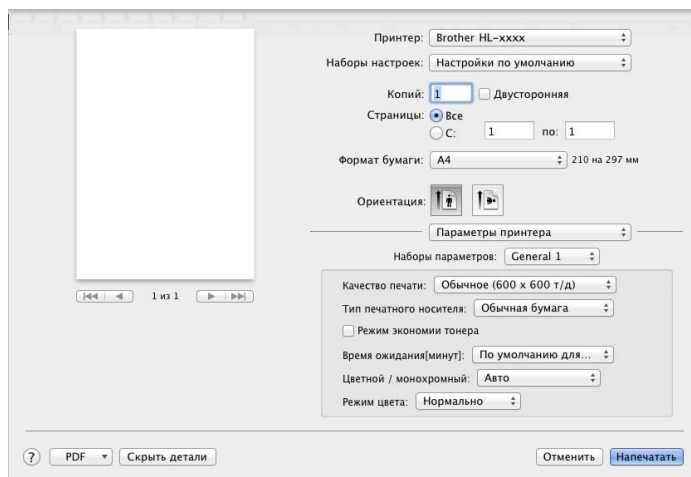 Принтер: Brother HL-xxxx
Наборы настроек: Настройки по умолчанию
Копий: 1 Двусторонняя
Страницы: Все
С: 1 по: 1
Формат бумаги: A4 210 на 297 мм
Ориентация:
Параметры принтера
Наборы параметров: General 1
Качество печати: Обычное (600 x 600 т/д)
Тип печатного носителя: Обычная бумага
Режим экономии тонера
Время ожидания[минут]: По умолчанию для...
Цветной / монохромный: Авто
Режим цвета: Нормально
1 из 1
? PDF Скрыть детали Отменить Напечатать